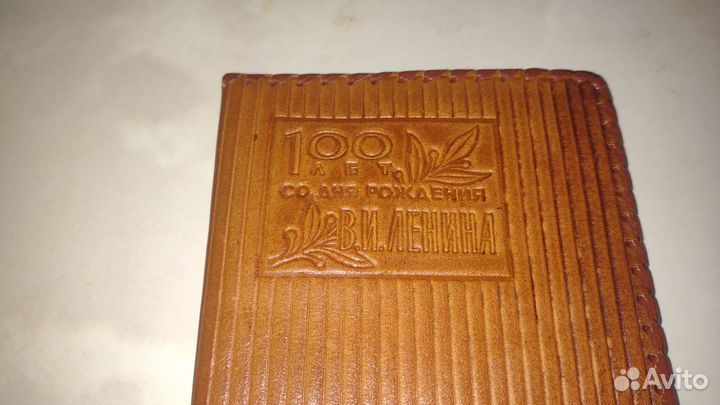 100
ЛЕТ
СО ДНЯ РОЖДЕНИЯ
В.И.ЛЕНИНА
Avito